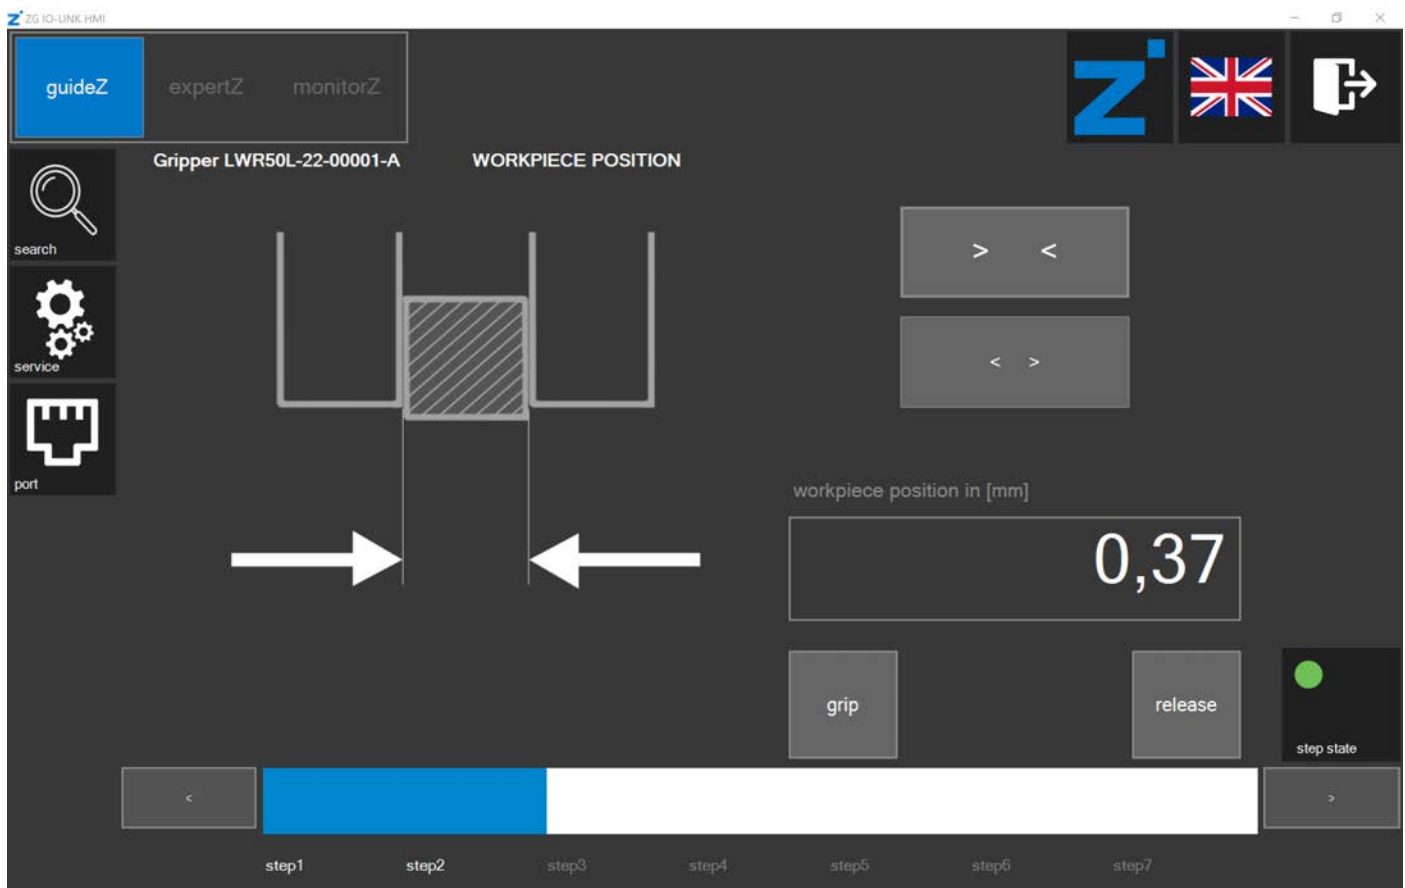 ZG IO-LINK HMI
guideZ expertZ monitorZ
Gripper LWR50L-22-00001-A WORKPIECE POSITION
search
> <
service
< >
port
workpiece position in [mm]
0,37
grip release
step state
< >
step1 step2 step3 step4 step5 step6 step7